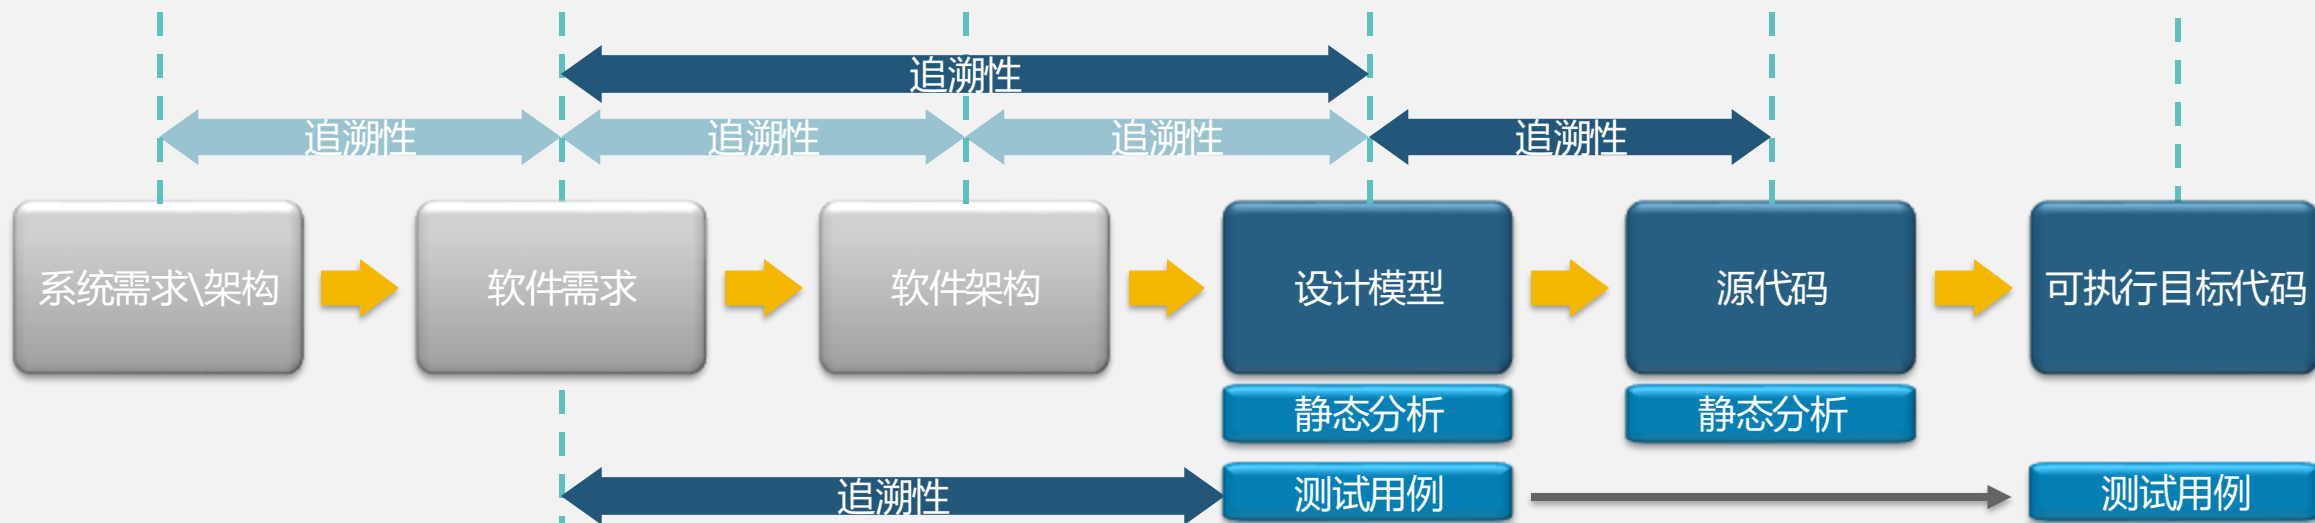 追溯性
追溯性
追溯性
追溯性
追溯性
系统需求\架构
软件需求
软件架构
设计模型
源代码
可执行目标代码
静态分析
静态分析
追溯性
测试用例
测试用例